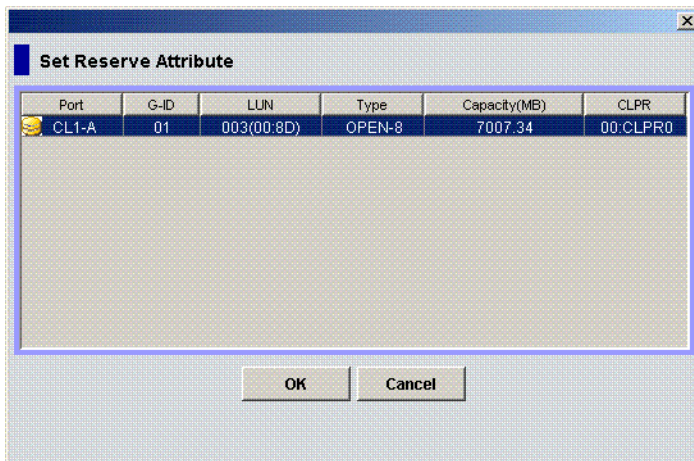 Set Reserve Attribute
Port G-ID LUN Type Capacity(MB) CLPR
CL1-A 01 003(00:8D) OPEN-8 7007.34 00:CLPR0
OK Cancel